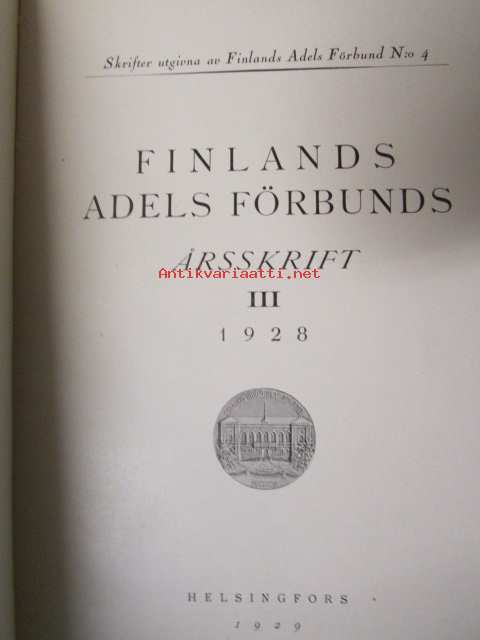 Skrifter utgivna av Finlands Adels Förbund N:o 4
FINLANDS
ADELS FÖRBUNDS
ÅRSSKRIFT
Antikvariaatti.net
III
1928
HELSINGFORS
1929